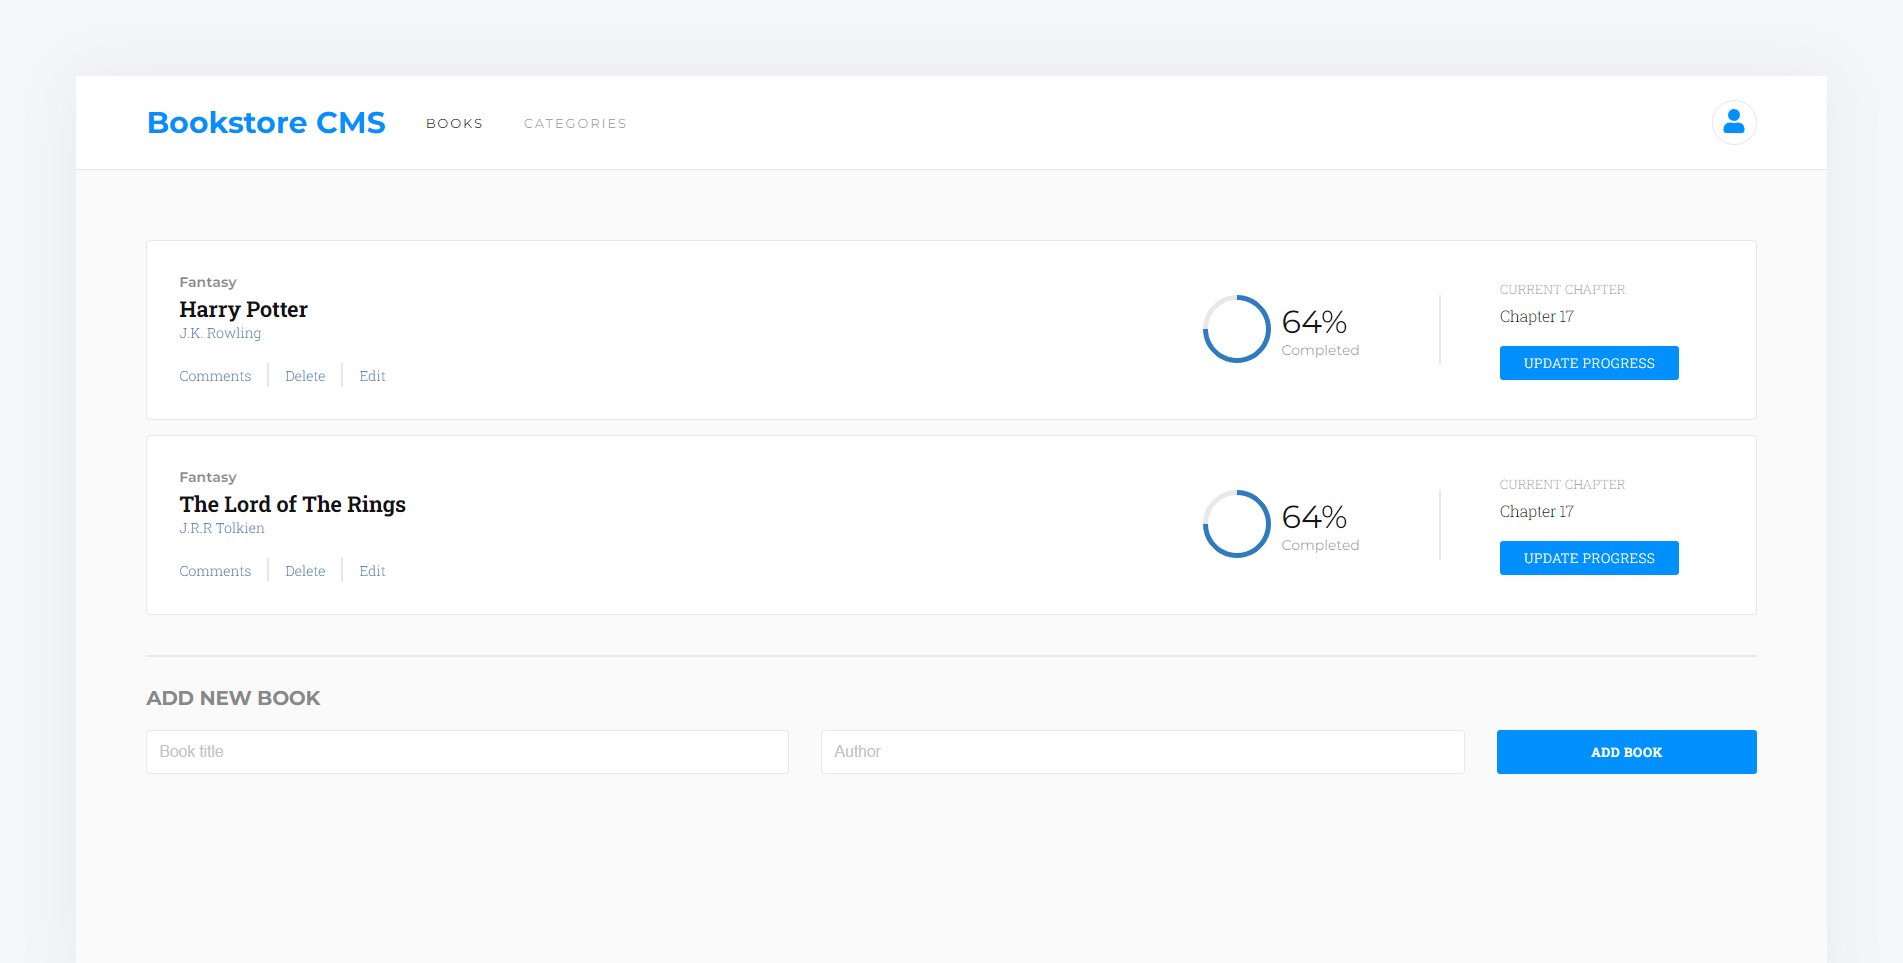 Bookstore CMS
BOOKS
CATEGORIES
Fantasy
Harry Potter
J.K. Rowling
Comments
Delete
Edit
64%
Completed
CURRENT CHAPTER
Chapter 17
UPDATE PROGRESS
Fantasy
The Lord of The Rings
J.R.R Tolkien
Comments
Delete
Edit
64%
Completed
CURRENT CHAPTER
Chapter 17
UPDATE PROGRESS
ADD NEW BOOK
Book title
Author
ADD BOOK